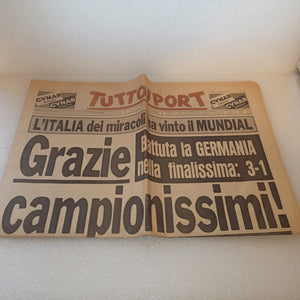 CYNAR
CYNAR
TUTTOSPORT
CYNAR
CYNAR
L'ITALIA dei miracoli ha vinto il MUNDIAL
Grazie
Battuta la GERMANIA
nella finalissima: 3-1
campionissimi!